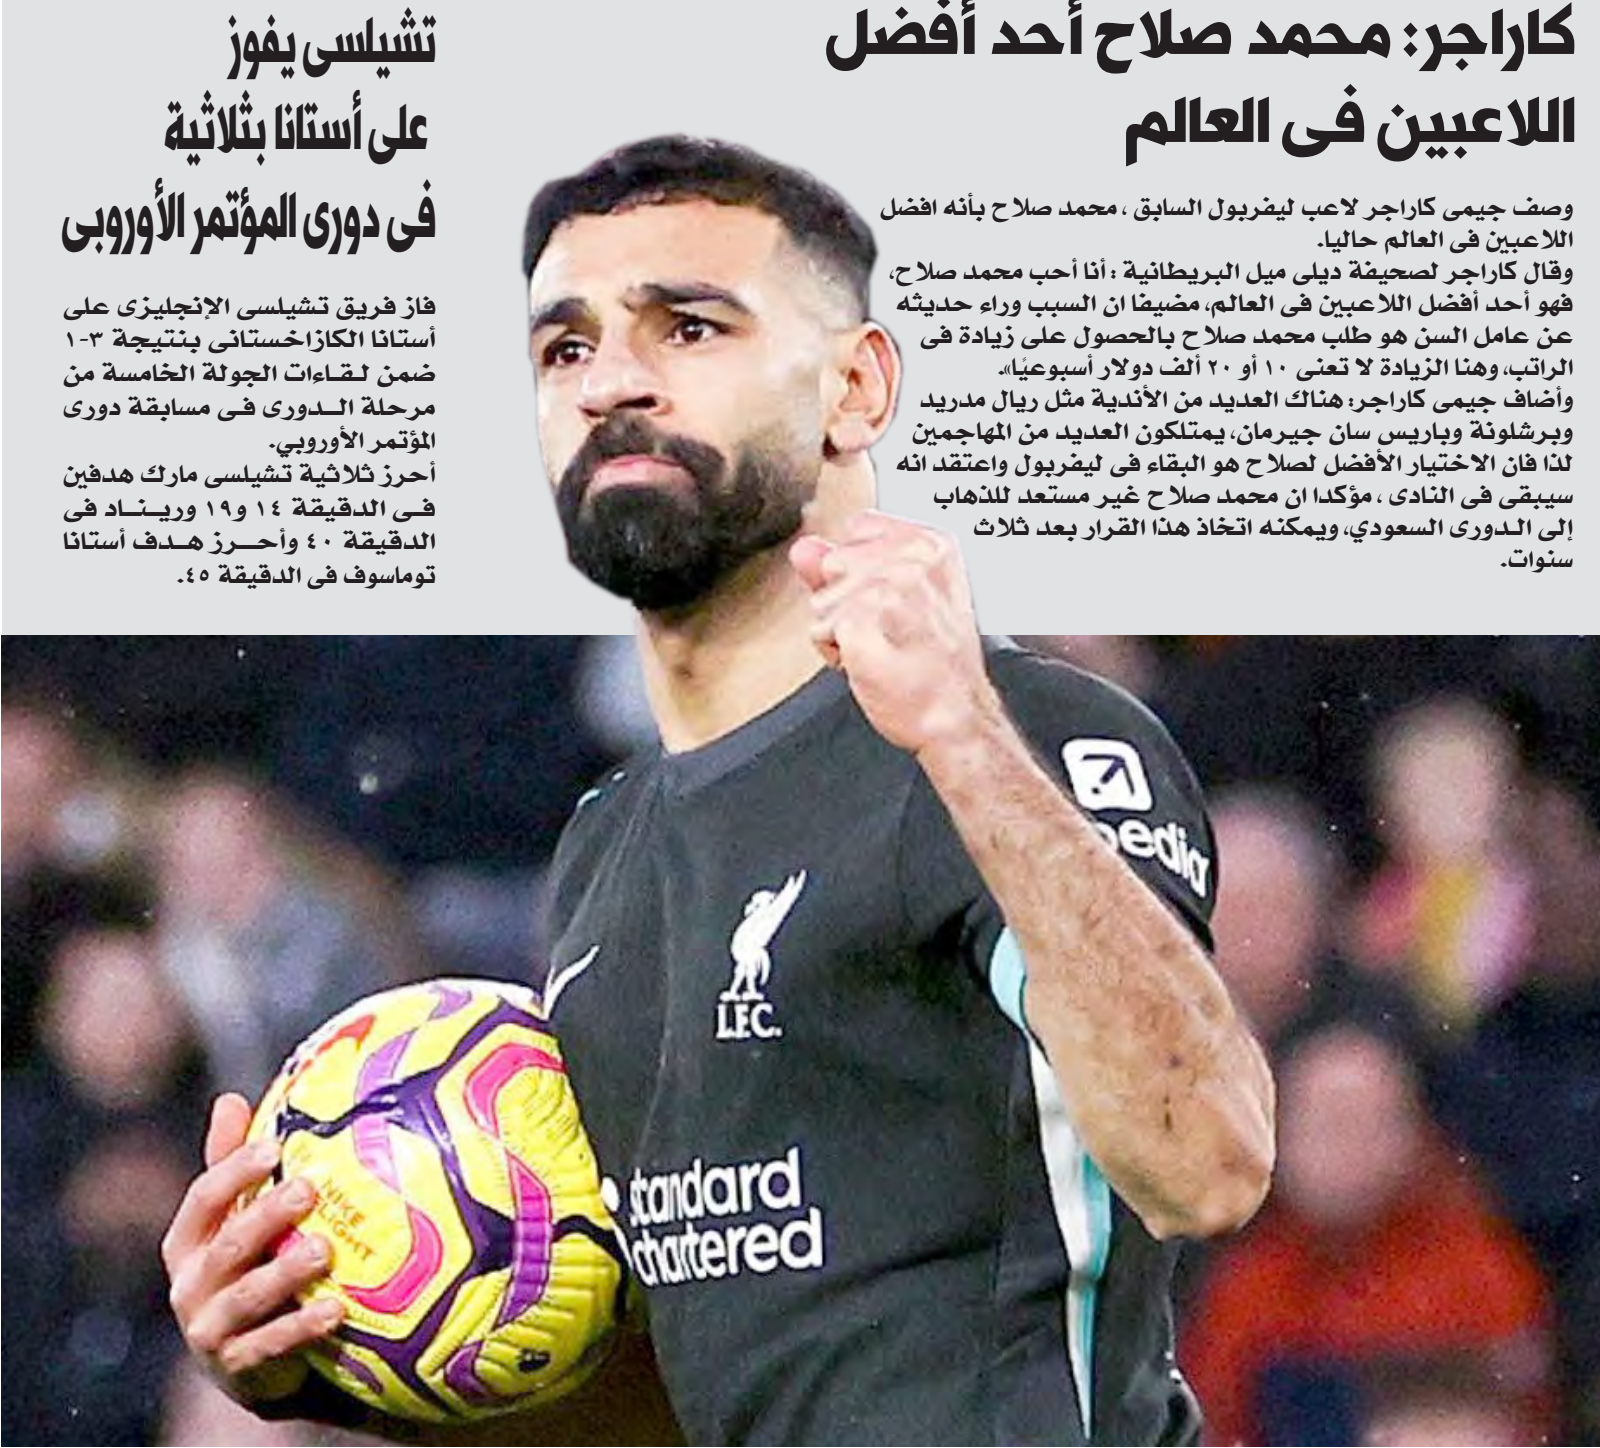 كاراجر: محمد صلاح أحد أفضل
اللاعبين فى العالم
وصف جيمى كاراجر لاعب ليفربول السابق ، محمد صلاح بأنه افضل
اللاعبين فى العالم حاليا.
وقال كاراجر لصحيفة ديلى ميل البريطانية : أنا أحب محمد صلاح،
فهو أحد أفضل اللاعبين فى العالم، مضيفا ان السبب وراء حديثه
عن عامل السن هو طلب محمد صلاح بالحصول على زيادة فى
الراتب، وهنا الزيادة لا تعنى ١٠ أو ٢٠ ألف دولار أسبوعيًا».
وأضاف جيمى كاراجر: هناك العديد من الأندية مثل ريال مدريد
وبرشلونة وباريس سان جيرمان، يمتلكون العديد من المهاجمين
لذا فان الاختيار الأفضل لصلاح هو البقاء فى ليفربول واعتقد انه
سيبقى فى النادى ، مؤكدا ان محمد صلاح غير مستعد للذهاب
إلى الدورى السعودي، ويمكنه اتخاذ هذا القرار بعد ثلاث
سنوات.
تشيلسى يفوز
على أستانا بثلاثية
فى دورى المؤتمر الأوروبى
فاز فريق تشيلسى الإنجليزى على
أستانا الكازاخستانى بنتيجة ٣-١
ضمن لقاءات الجولة الخامسة من
مرحلة الدورى فى مسابقة دورى
المؤتمر الأوروبي.
أحرز ثلاثية تشيلسى مارك هدفين
فى الدقيقة ١٤ و١٩ وريناد فى
الدقيقة ٤٠ وأحرز هدف أستانا
توماسوف فى الدقيقة ٤٥.
pedia
L.F.C.
standard
chartered
NIKE
FLIGHT